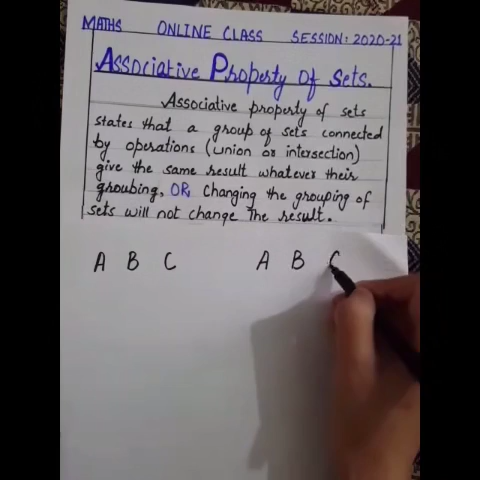 MATHS ONLINE CLASS SESSION: 2020-21
Associative Property Of Sets.
Associative property of sets
states that a group of sets connected
by operations (union or intersection)
give the same result whatever their
groubing, OR Changing the grouping of
sets will not change The result.
A B C A B C